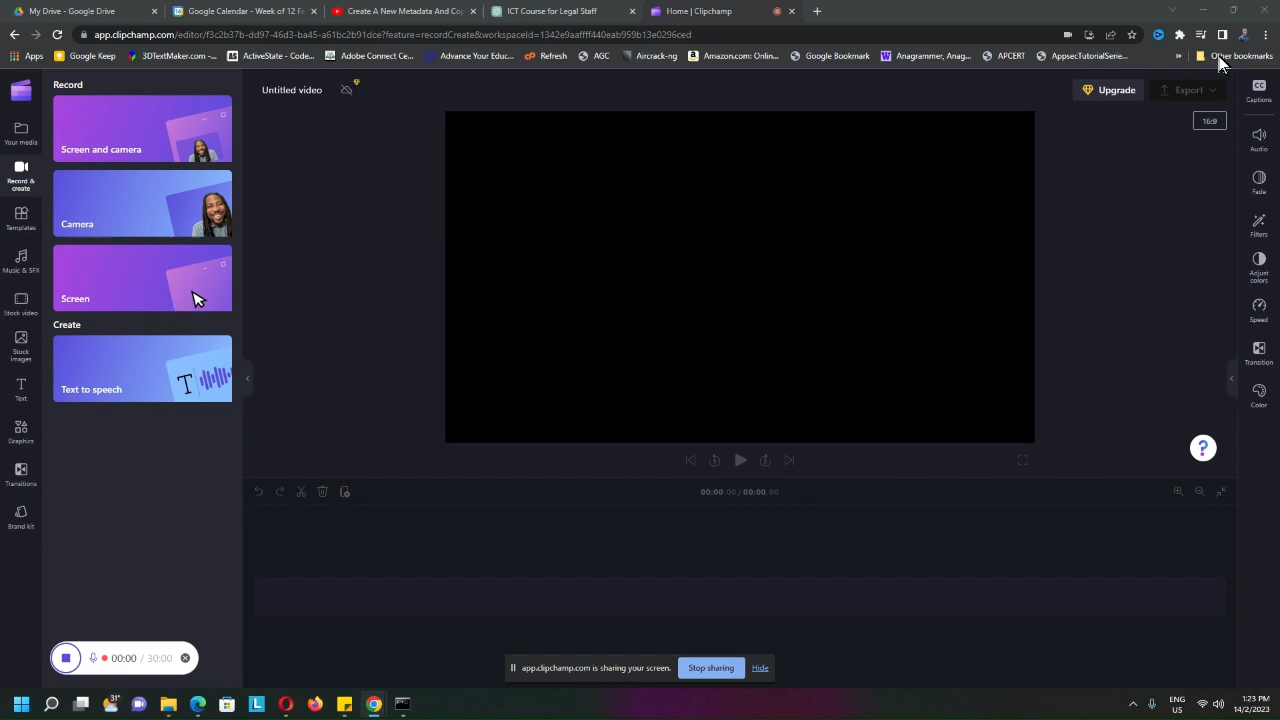 My Drive - Google Drive
Google Calendar - Week of 12 Fe
Create A New Metadata And Cop
ICT Course for Legal Staff
Home | Clipchamp
app.clipchamp.com/editor/f3c2b37b-dd97-46d3-ba45-a61bc2b91dce?feature=recordCreate&workspaceId=1342e9aaffff440eab959b13e0296ced
Apps
Google Keep
3DTextMaker.com -...
ActiveState - Code...
Adobe Connect Ce...
Advance Your Educ...
Refresh
AGC
Aircrack-ng
Amazon.com: Onlin...
Google Bookmark
Anagrammer, Anag...
APCERT
AppsecTutorialSerie...
»
Other bookmarks
Your media
Record & create
Templates
Music & SFX
Stock video
Stock images
Text
Graphics
Transitions
Brand kit
Record
Screen and camera
Camera
Screen
Create
Text to speech
Untitled video
Upgrade
Export
16:9
Captions
Audio
Fade
Filters
Adjust colors
Speed
Transition
Color
?
00:00.00 / 00:00.00
00:00 / 30:00
app.clipchamp.com is sharing your screen.
Stop sharing
Hide
31°
ENG
US
1:23 PM
14/2/2023